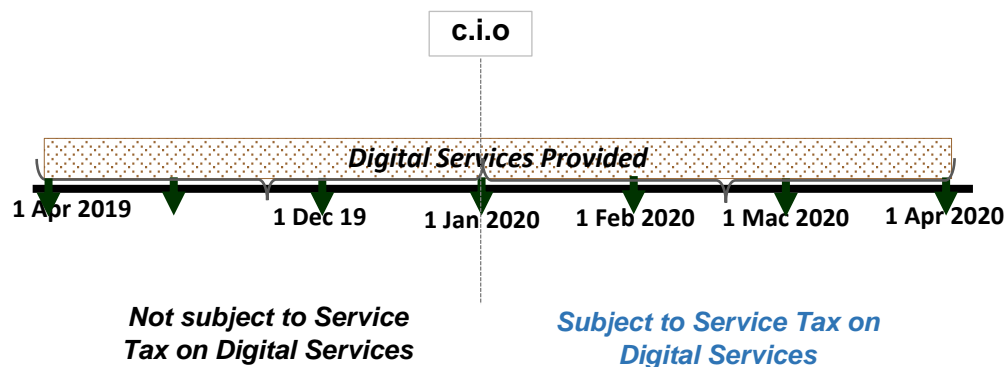 c.i.o
Digital Services Provided
1 Apr 2019
1 Dec 19
1 Jan 2020
1 Feb 2020
1 Mac 2020
1 Apr 2020
Not subject to Service
Tax on Digital Services
Subject to Service Tax on
Digital Services